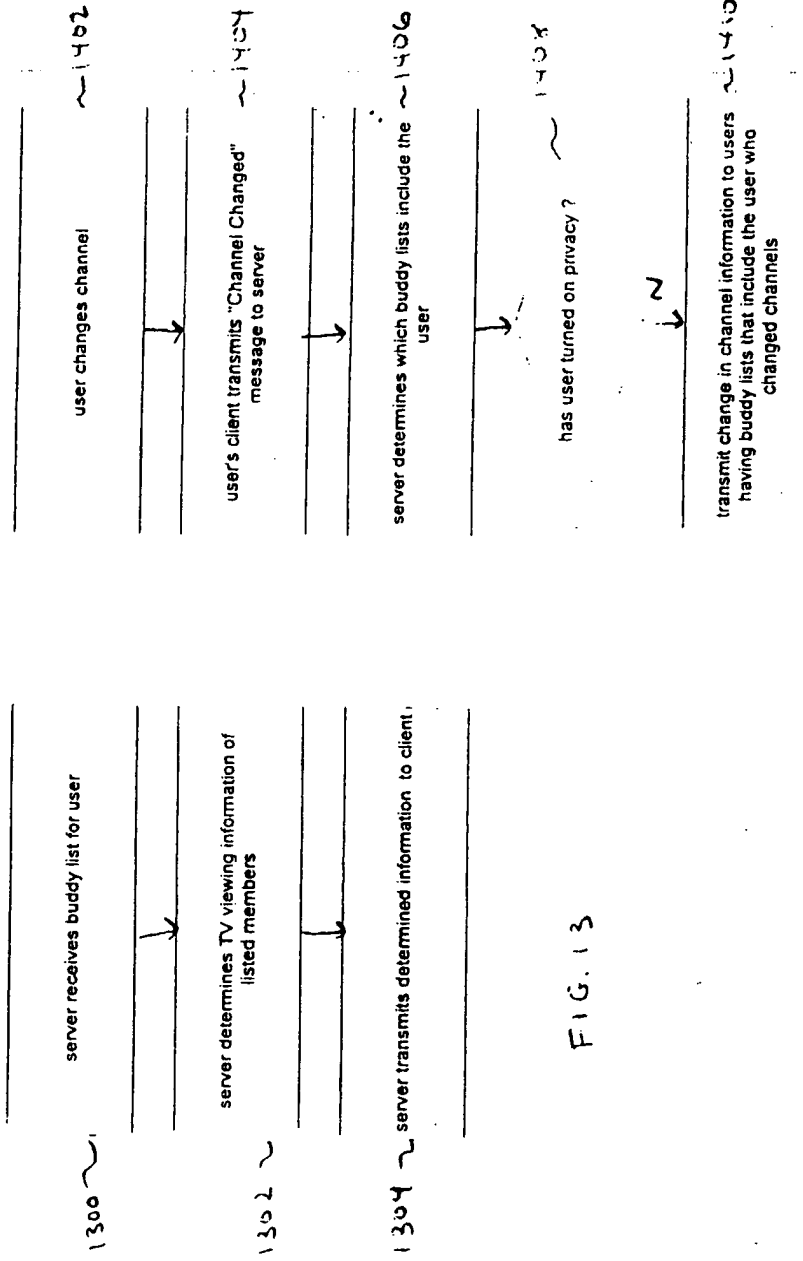 1300
server receives buddy list for user
1302
server determines TV viewing information of
listed members
1304 server transmits determined information to client
FIG. 13
user changes channel ~1402
user's client transmits "Channel Changed" ~1404
message to server
server determines which buddy lists include the ~1406
user
has user turned on privacy ? ~ 1408
N
transmit change in channel information to users ~1410
having buddy lists that include the user who
changed channels